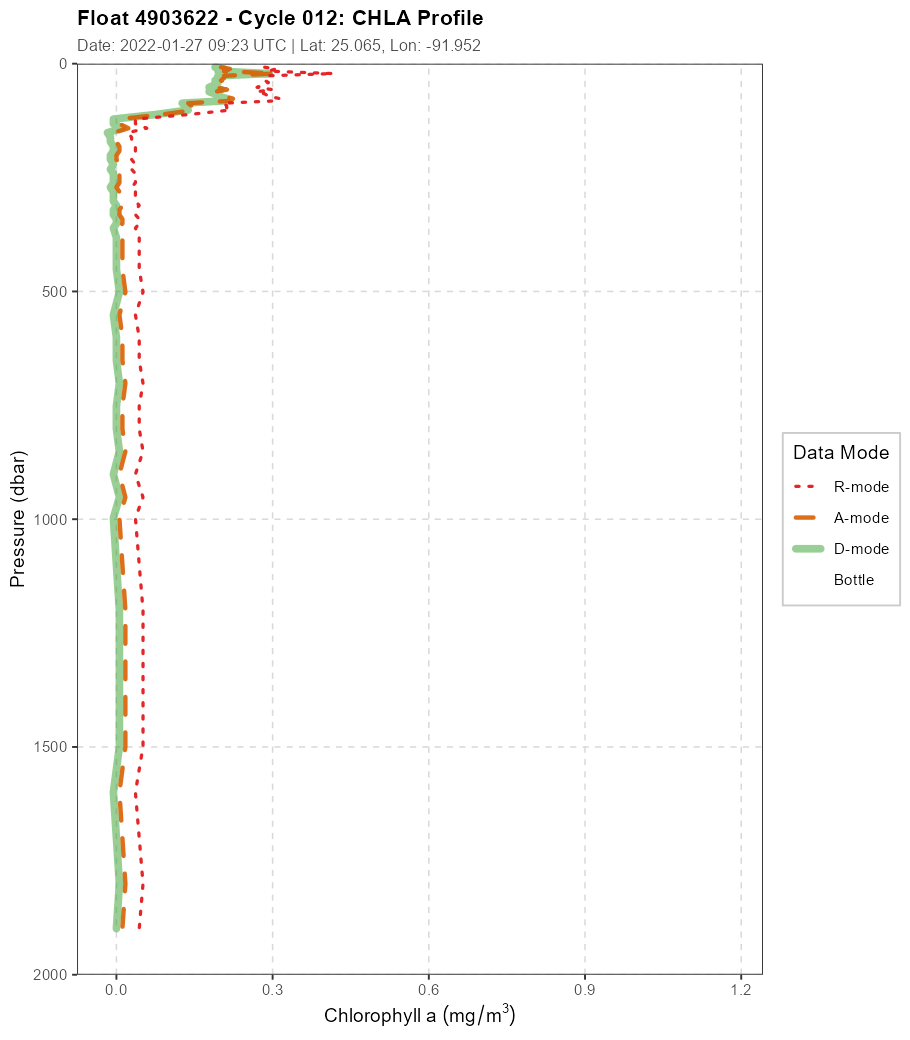 Float 4903622 - Cycle 012: CHLA Profile
Date: 2022-01-27 09:23 UTC | Lat: 25.065, Lon: -91.952
0
500
1000
1500
2000
Pressure (dbar)
0.0 0.3 0.6 0.9 1.2
Chlorophyll a (mg/m³)
Data Mode
R-mode
A-mode
D-mode
Bottle